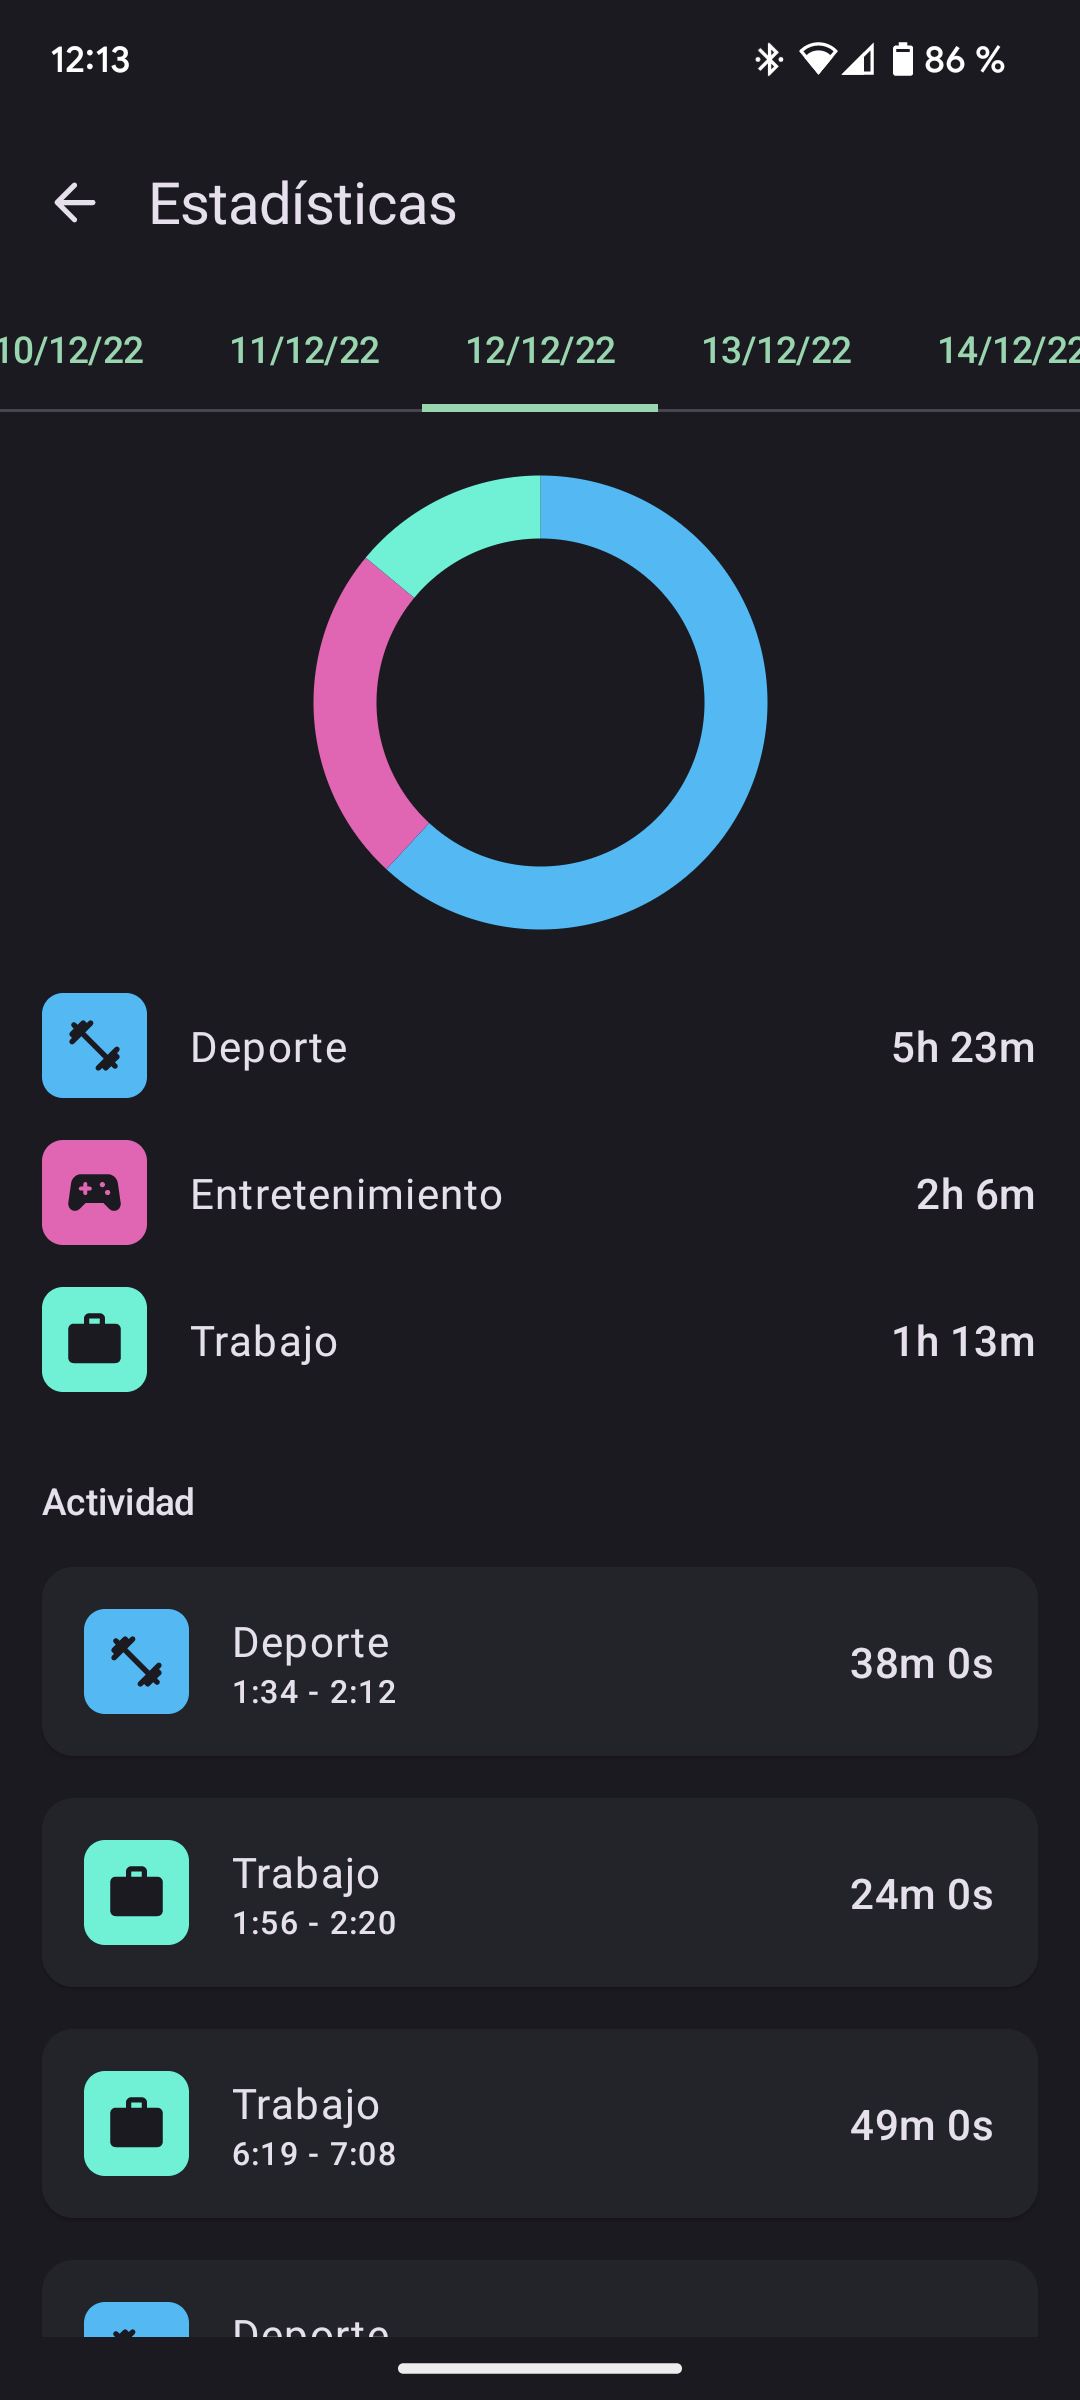 12:13
86 %
Estadísticas
10/12/22 11/12/22 12/12/22 13/12/22 14/12/22
Deporte 5h 23m
Entretenimiento 2h 6m
Trabajo 1h 13m
Actividad
Deporte 38m 0s
1:34 - 2:12
Trabajo 24m 0s
1:56 - 2:20
Trabajo 49m 0s
6:19 - 7:08
Deporte